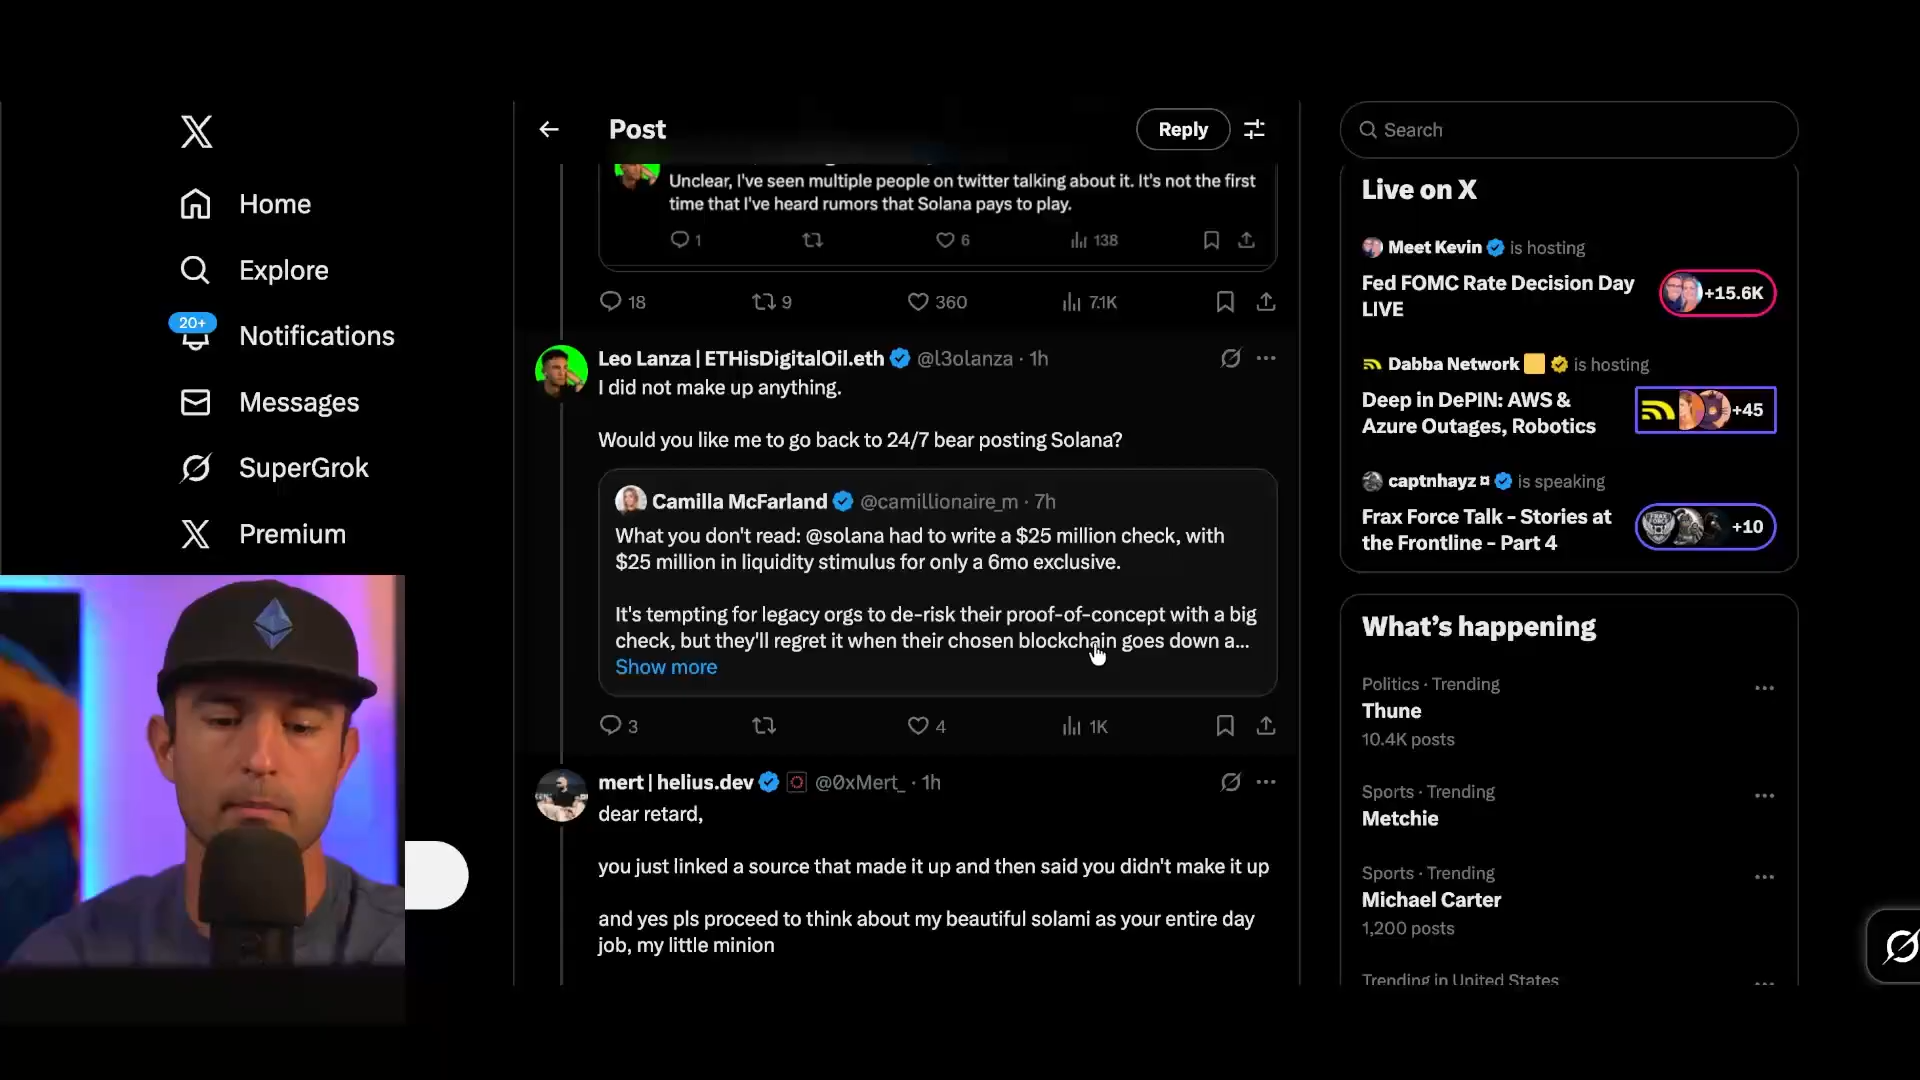 Home
Explore
20+
Notifications
Messages
SuperGrok
Premium
Post
Reply
Unclear, I've seen multiple people on twitter talking about it. It's not the first
time that I've heard rumors that Solana pays to play.
1
6
138
18
9
360
7.1K
Leo Lanza | ETHisDigitalOil.eth @l3olanza · 1h
I did not make up anything.
Would you like me to go back to 24/7 bear posting Solana?
Camilla McFarland @camillionaire_m · 7h
What you don't read: @solana had to write a $25 million check, with
$25 million in liquidity stimulus for only a 6mo exclusive.
It's tempting for legacy orgs to de-risk their proof-of-concept with a big
check, but they'll regret it when their chosen blockchain goes down a...
Show more
3
4
1K
mert | helius.dev @0xMert_ · 1h
dear retard,
you just linked a source that made it up and then said you didn't make it up
and yes pls proceed to think about my beautiful solami as your entire day
job, my little minion
Search
Live on X
Meet Kevin is hosting
Fed FOMC Rate Decision Day
LIVE
+15.6K
Dabba Network is hosting
Deep in DePIN: AWS &
Azure Outages, Robotics
+45
captnhayz ¤ is speaking
Frax Force Talk - Stories at
the Frontline - Part 4
+10
What's happening
Politics · Trending
Thune
10.4K posts
Sports · Trending
Metchie
Sports · Trending
Michael Carter
1,200 posts
Trending in United States